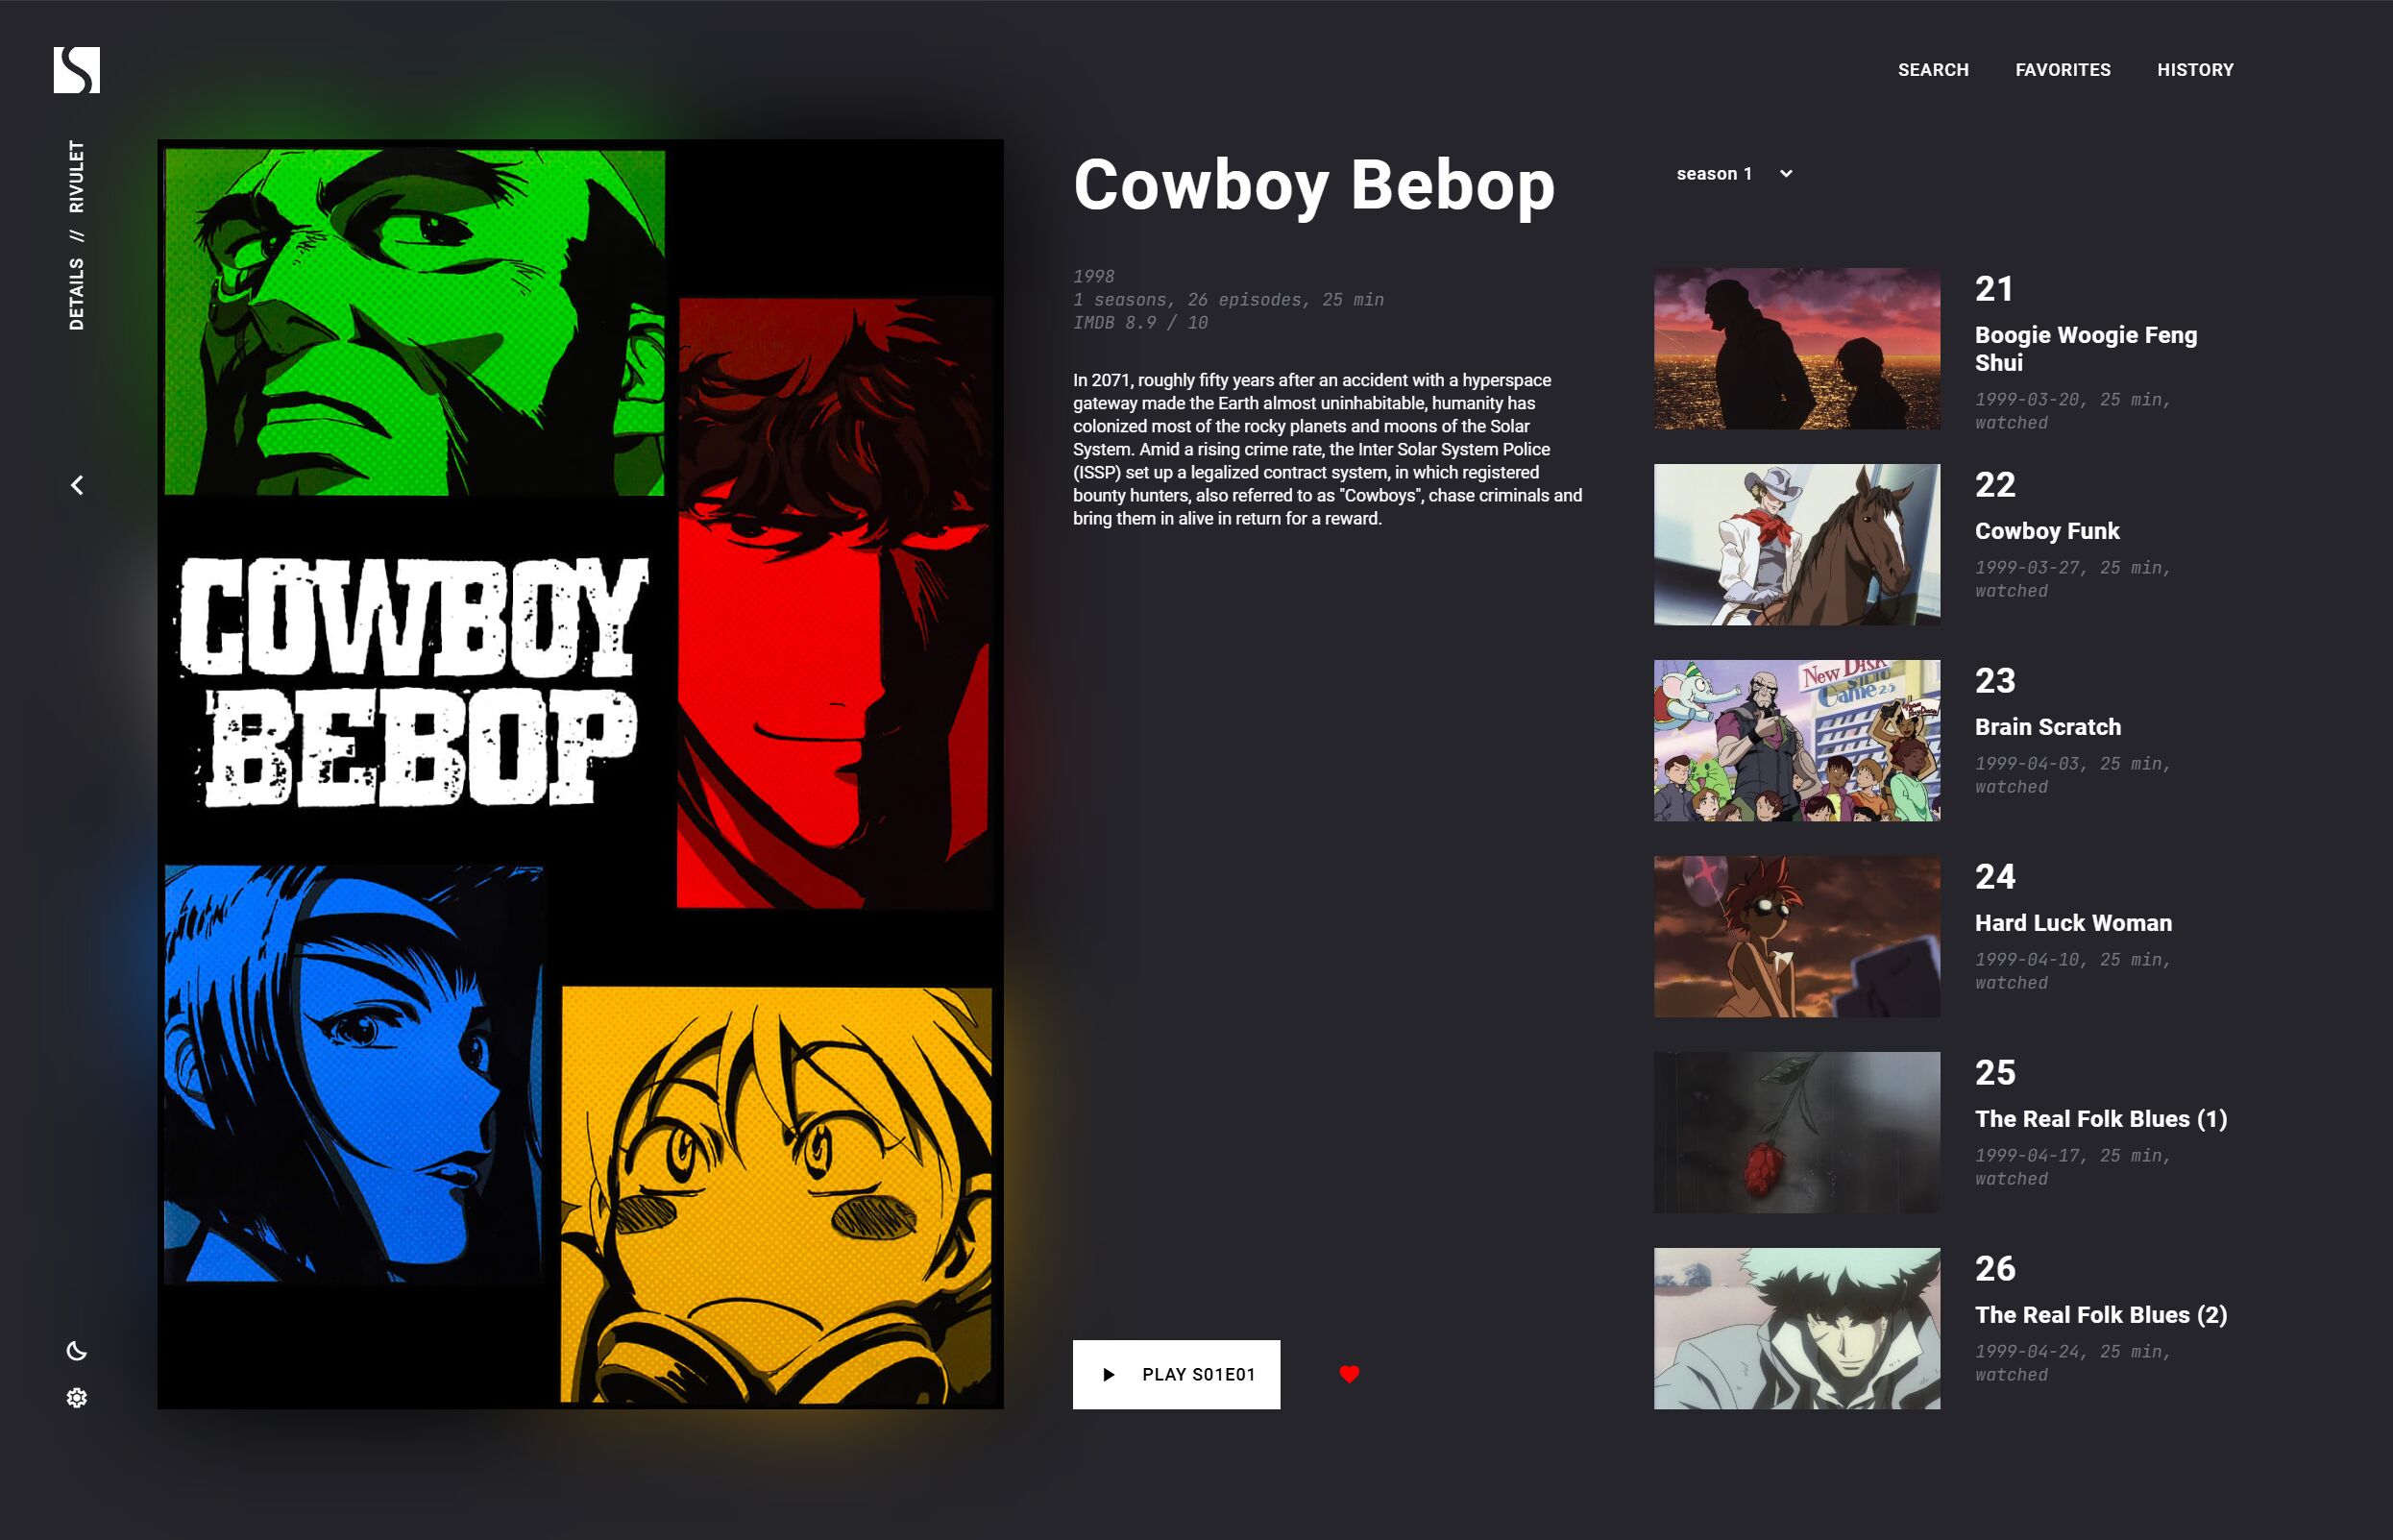 SEARCH
FAVORITES
HISTORY
RIVULET
//
DETAILS
COWBOY
BEBOP
Cowboy Bebop
1998
1 seasons, 26 episodes, 25 min
IMDB 8.9 / 10
In 2071, roughly fifty years after an accident with a hyperspace
gateway made the Earth almost uninhabitable, humanity has
colonized most of the rocky planets and moons of the Solar
System. Amid a rising crime rate, the Inter Solar System Police
(ISSP) set up a legalized contract system, in which registered
bounty hunters, also referred to as "Cowboys", chase criminals and
bring them in alive in return for a reward.
PLAY S01E01
season 1
21
Boogie Woogie Feng
Shui
1999-03-20, 25 min,
watched
22
Cowboy Funk
1999-03-27, 25 min,
watched
New Disk
Game 25
23
Brain Scratch
1999-04-03, 25 min,
watched
24
Hard Luck Woman
1999-04-10, 25 min,
watched
25
The Real Folk Blues (1)
1999-04-17, 25 min,
watched
26
The Real Folk Blues (2)
1999-04-24, 25 min,
watched